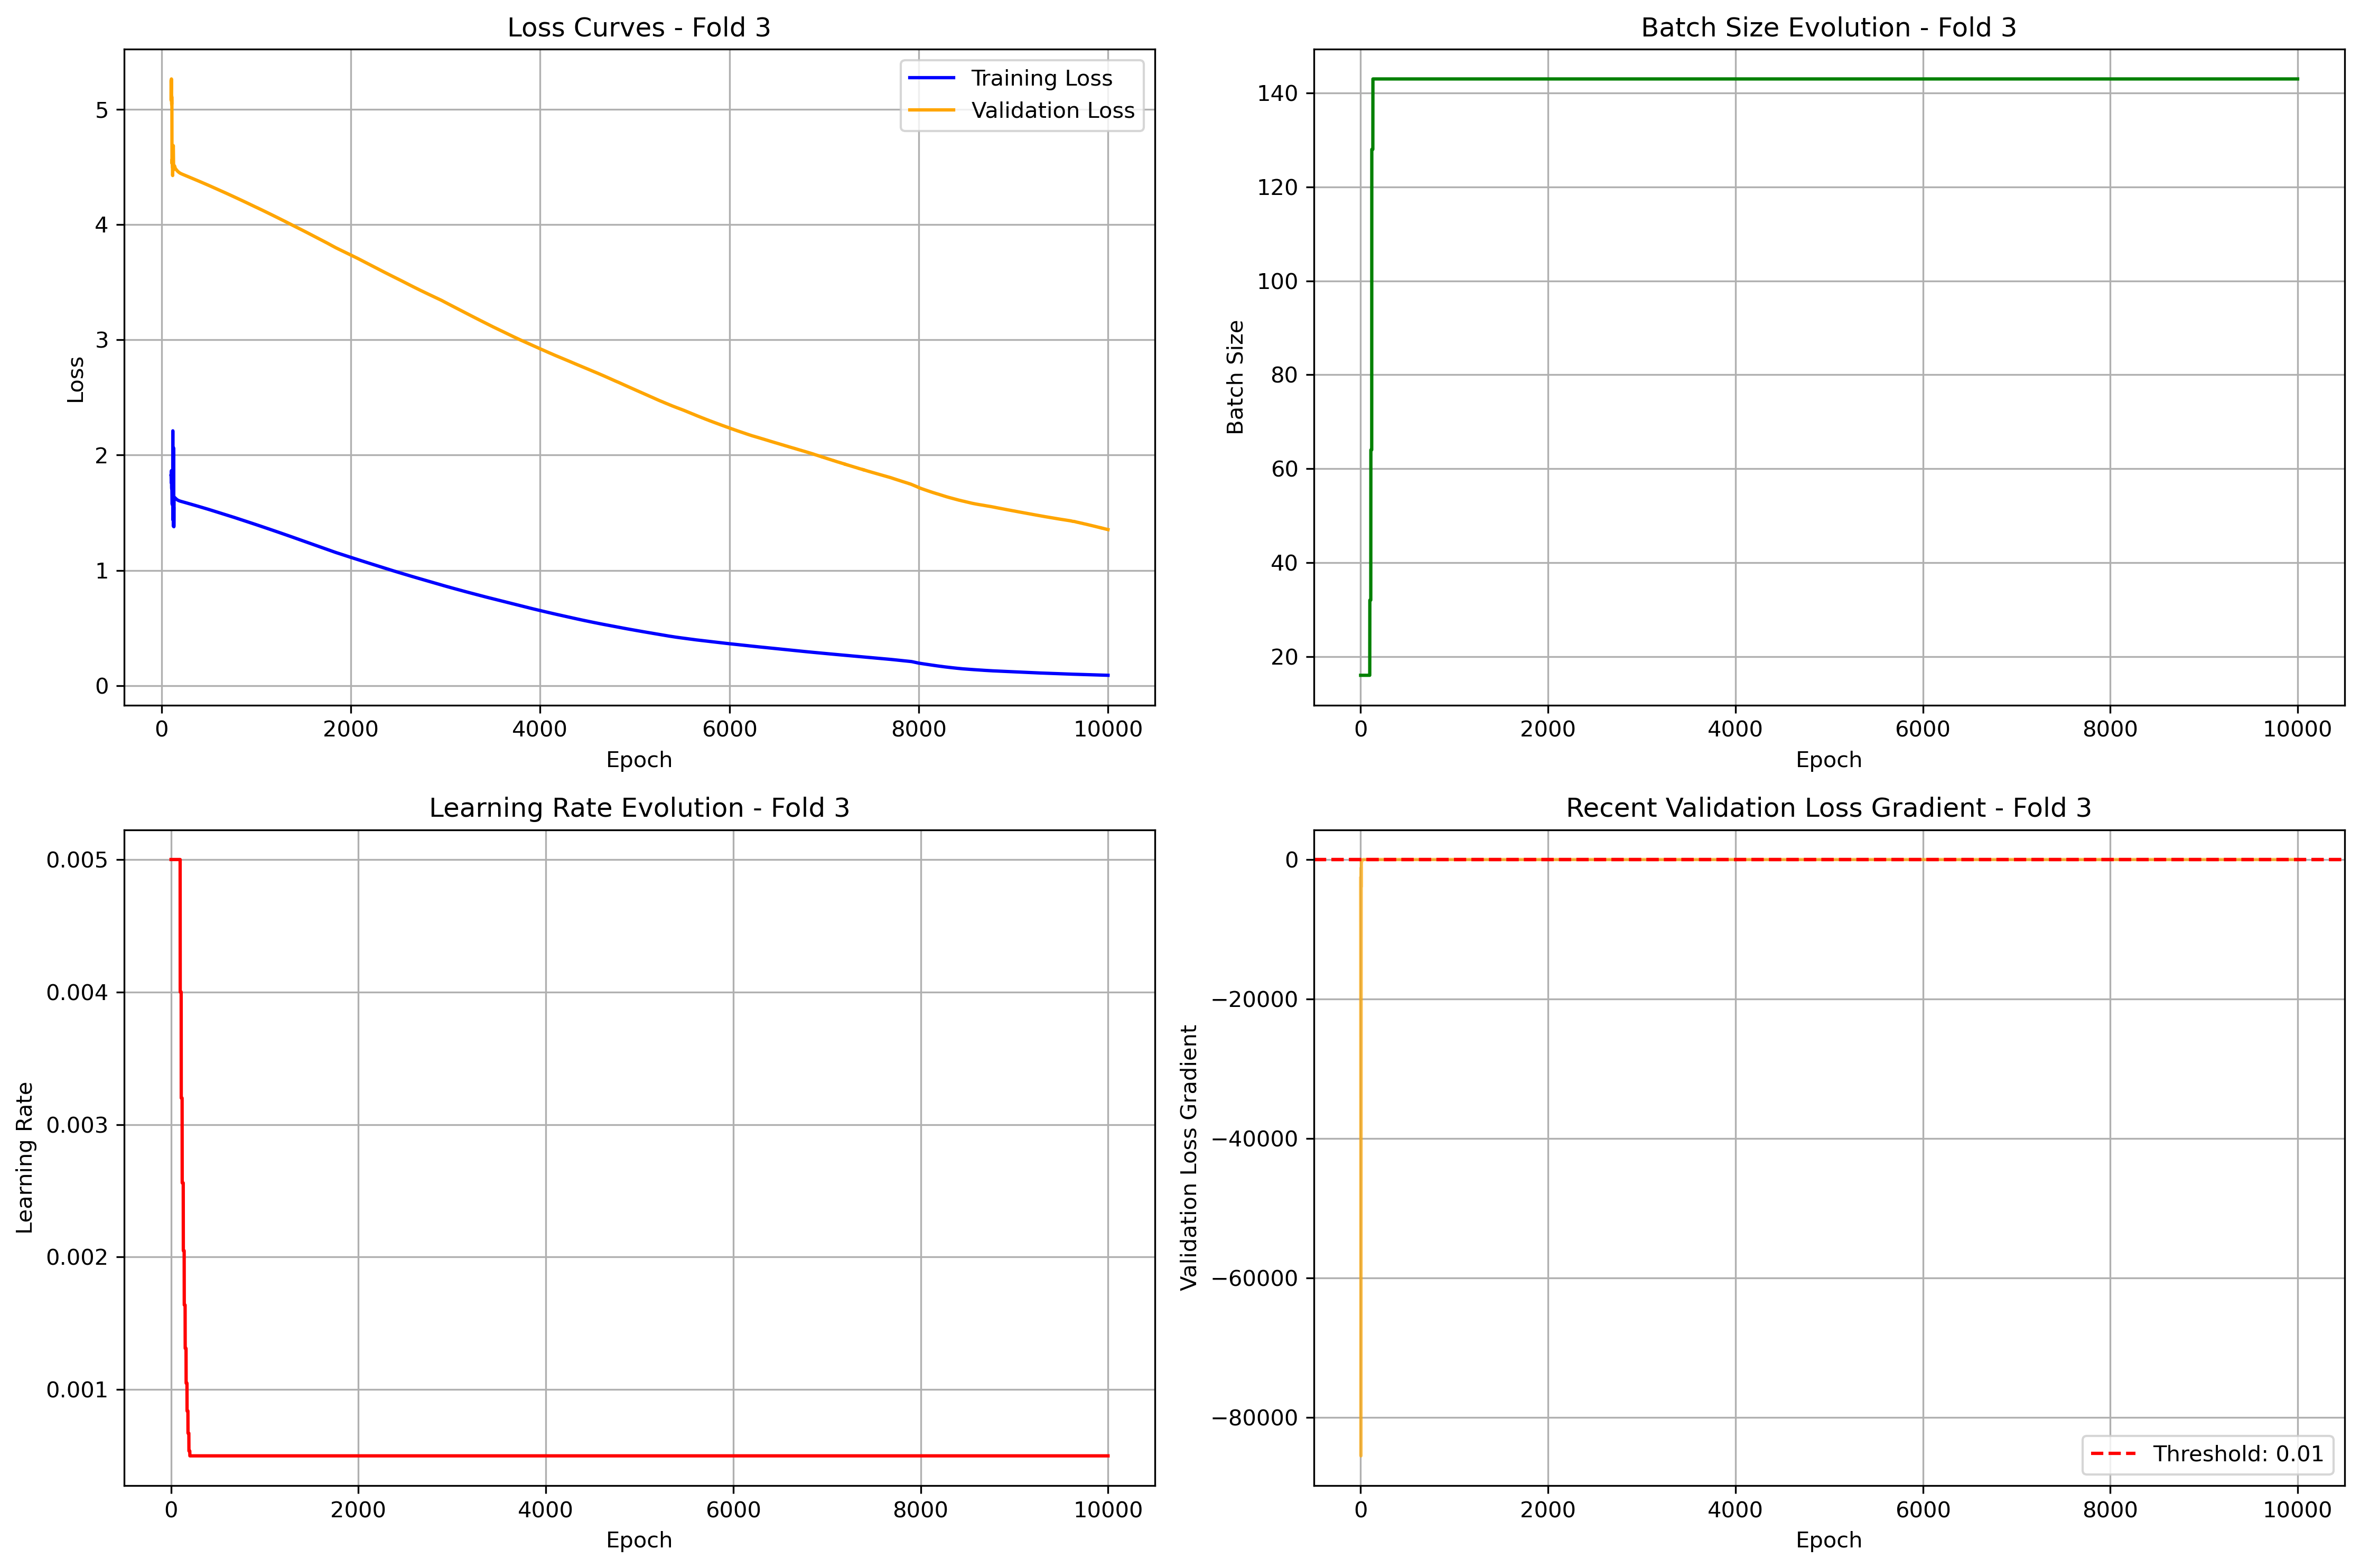 Loss Curves - Fold 3
Training Loss
Validation Loss
5
4
3
2
1
0
Loss
0 2000 4000 6000 8000 10000
Epoch
Batch Size Evolution - Fold 3
140
120
100
80
60
40
20
Batch Size
0 2000 4000 6000 8000 10000
Epoch
Learning Rate Evolution - Fold 3
0.005
0.004
0.003
0.002
0.001
Learning Rate
0 2000 4000 6000 8000 10000
Epoch
Recent Validation Loss Gradient - Fold 3
0
−20000
−40000
−60000
−80000
Validation Loss Gradient
Threshold: 0.01
0 2000 4000 6000 8000 10000
Epoch